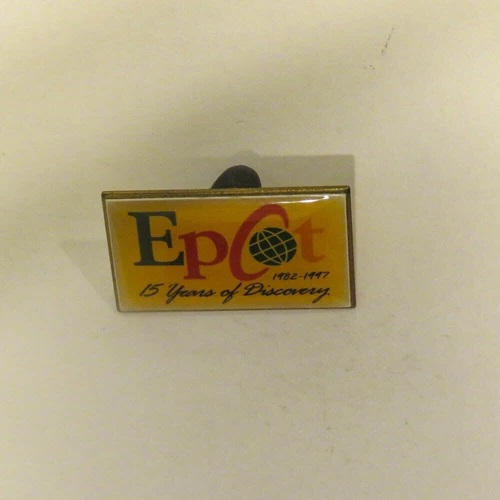 Epcot
1982-1997
15 Years of Discovery